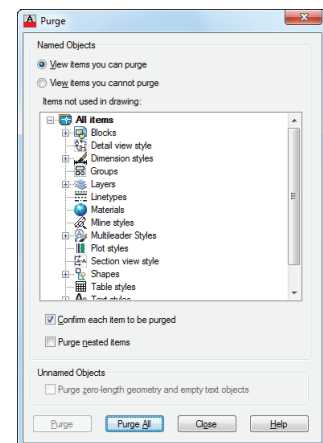 Purge
Named Objects
View items you can purge
View items you cannot purge
Items not used in drawing:
All items
Blocks
Detail view style
Dimension styles
Groups
Layers
Linetypes
Materials
Mline styles
Multileader Styles
Plot styles
Section view style
Shapes
Table styles
Text styles
Confirm each item to be purged
Purge nested items
Unnamed Objects
Purge zero-length geometry and empty text objects
Purge Purge All Close Help